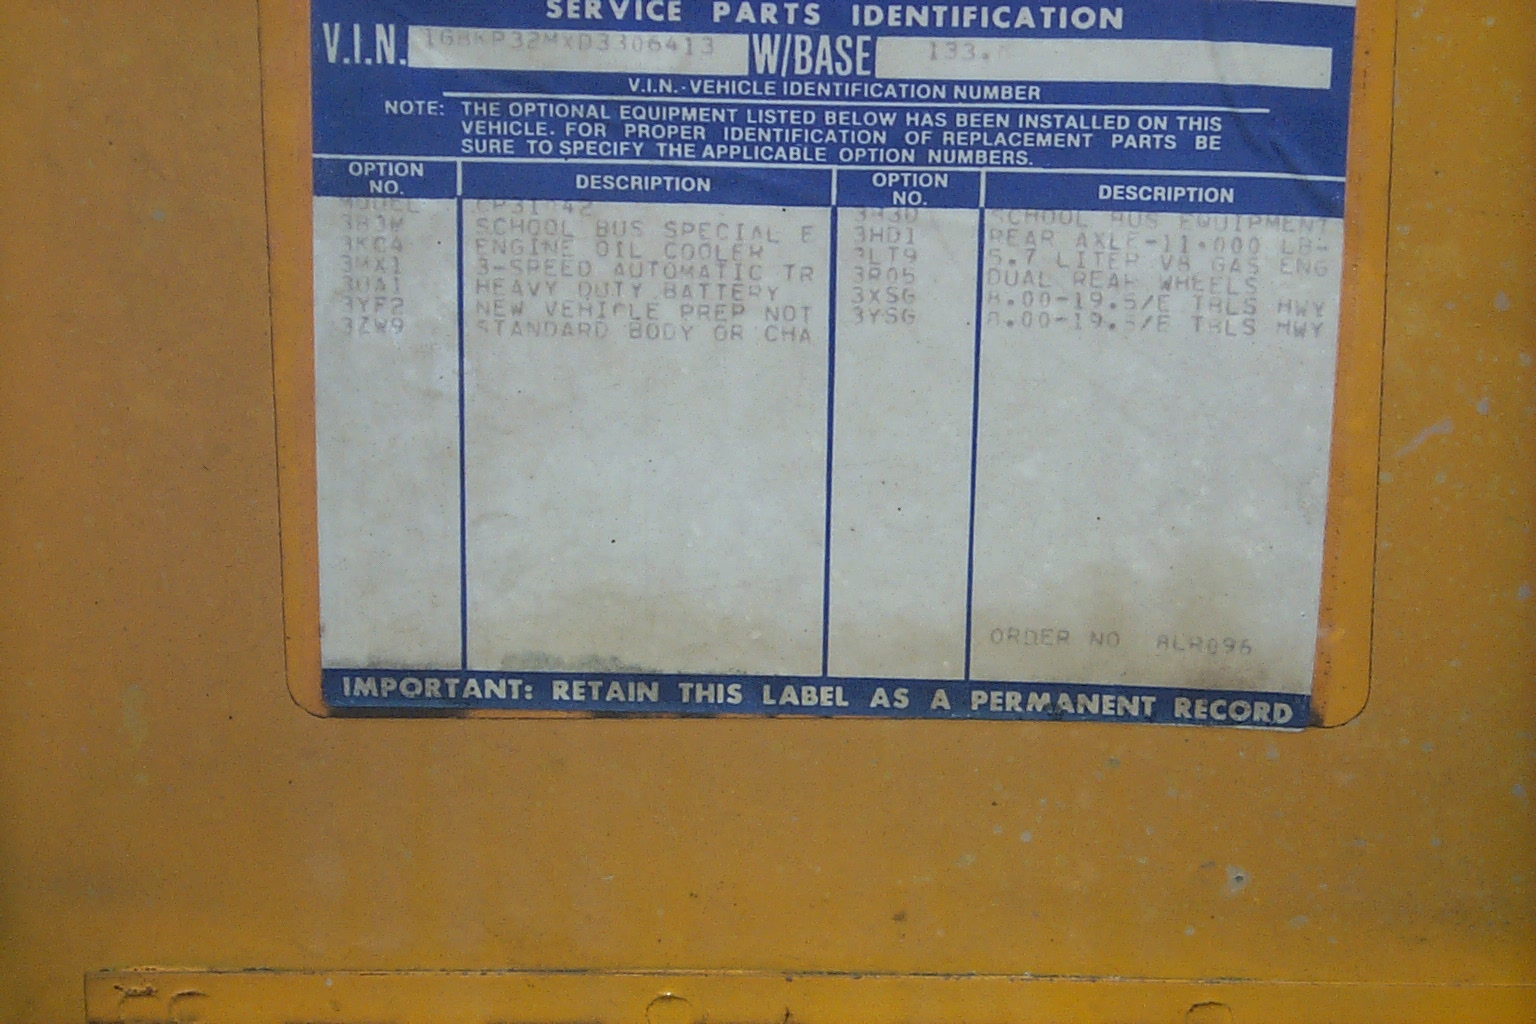 SERVICE PARTS IDENTIFICATION
V.I.N. 1GBKP32MXD3306413 W/BASE 133.
V.I.N.-VEHICLE IDENTIFICATION NUMBER
NOTE: THE OPTIONAL EQUIPMENT LISTED BELOW HAS BEEN INSTALLED ON THIS
VEHICLE. FOR PROPER IDENTIFICATION OF REPLACEMENT PARTS BE
SURE TO SPECIFY THE APPLICABLE OPTION NUMBERS.
OPTION NO. DESCRIPTION OPTION NO. DESCRIPTION
MODEL SCHOOL BUS EQUIPMENT
3B3W SCHOOL BUS SPECIAL E 3HD1 REAR AXLE-11.000 LB-
3KC4 ENGINE OIL COOLER 3LT9 5.7 LITER V8 GAS ENG
3MX1 3-SPEED AUTOMATIC TR 3R05 DUAL REAR WHEELS
3UA1 HEAVY DUTY BATTERY 3XSG 8.00-19.5/E TBLS HWY
3YF2 NEW VEHICLE PREP NOT 3YSG 8.00-19.5/E TBLS HWY
3ZW9 STANDARD BODY OR CHA
ORDER NO
IMPORTANT: RETAIN THIS LABEL AS A PERMANENT RECORD